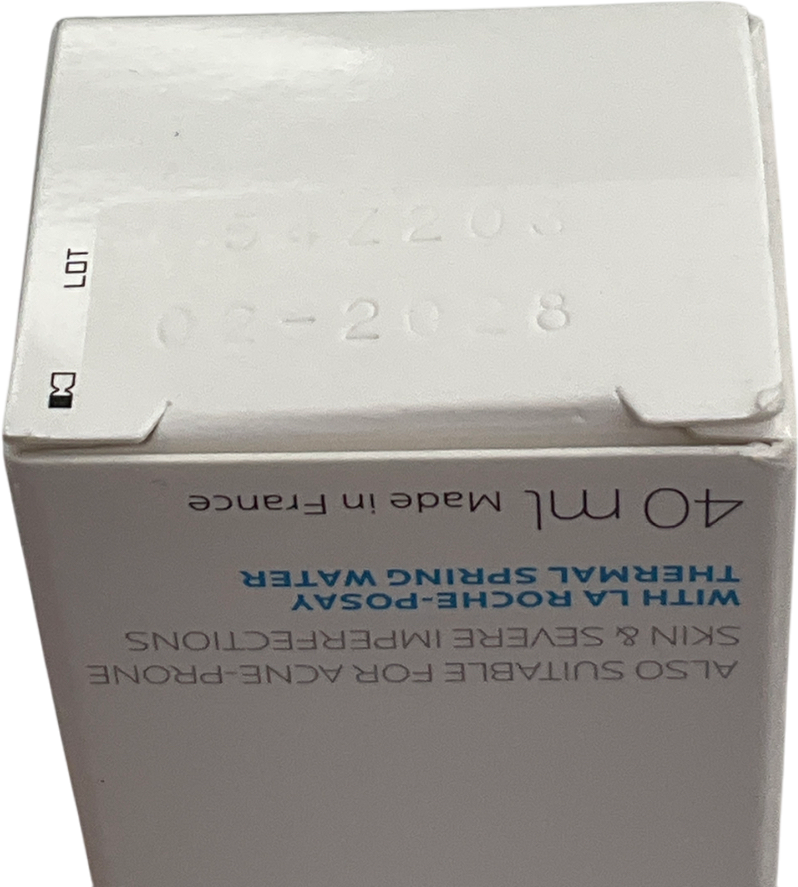 54Z203
02-2028
LOT
ALSO SUITABLE FOR ACNE-PRONE
SKIN & SEVERE IMPERFECTIONS
WITH LA ROCHE-POSAY
THERMAL SPRING WATER
40 ml Made in France